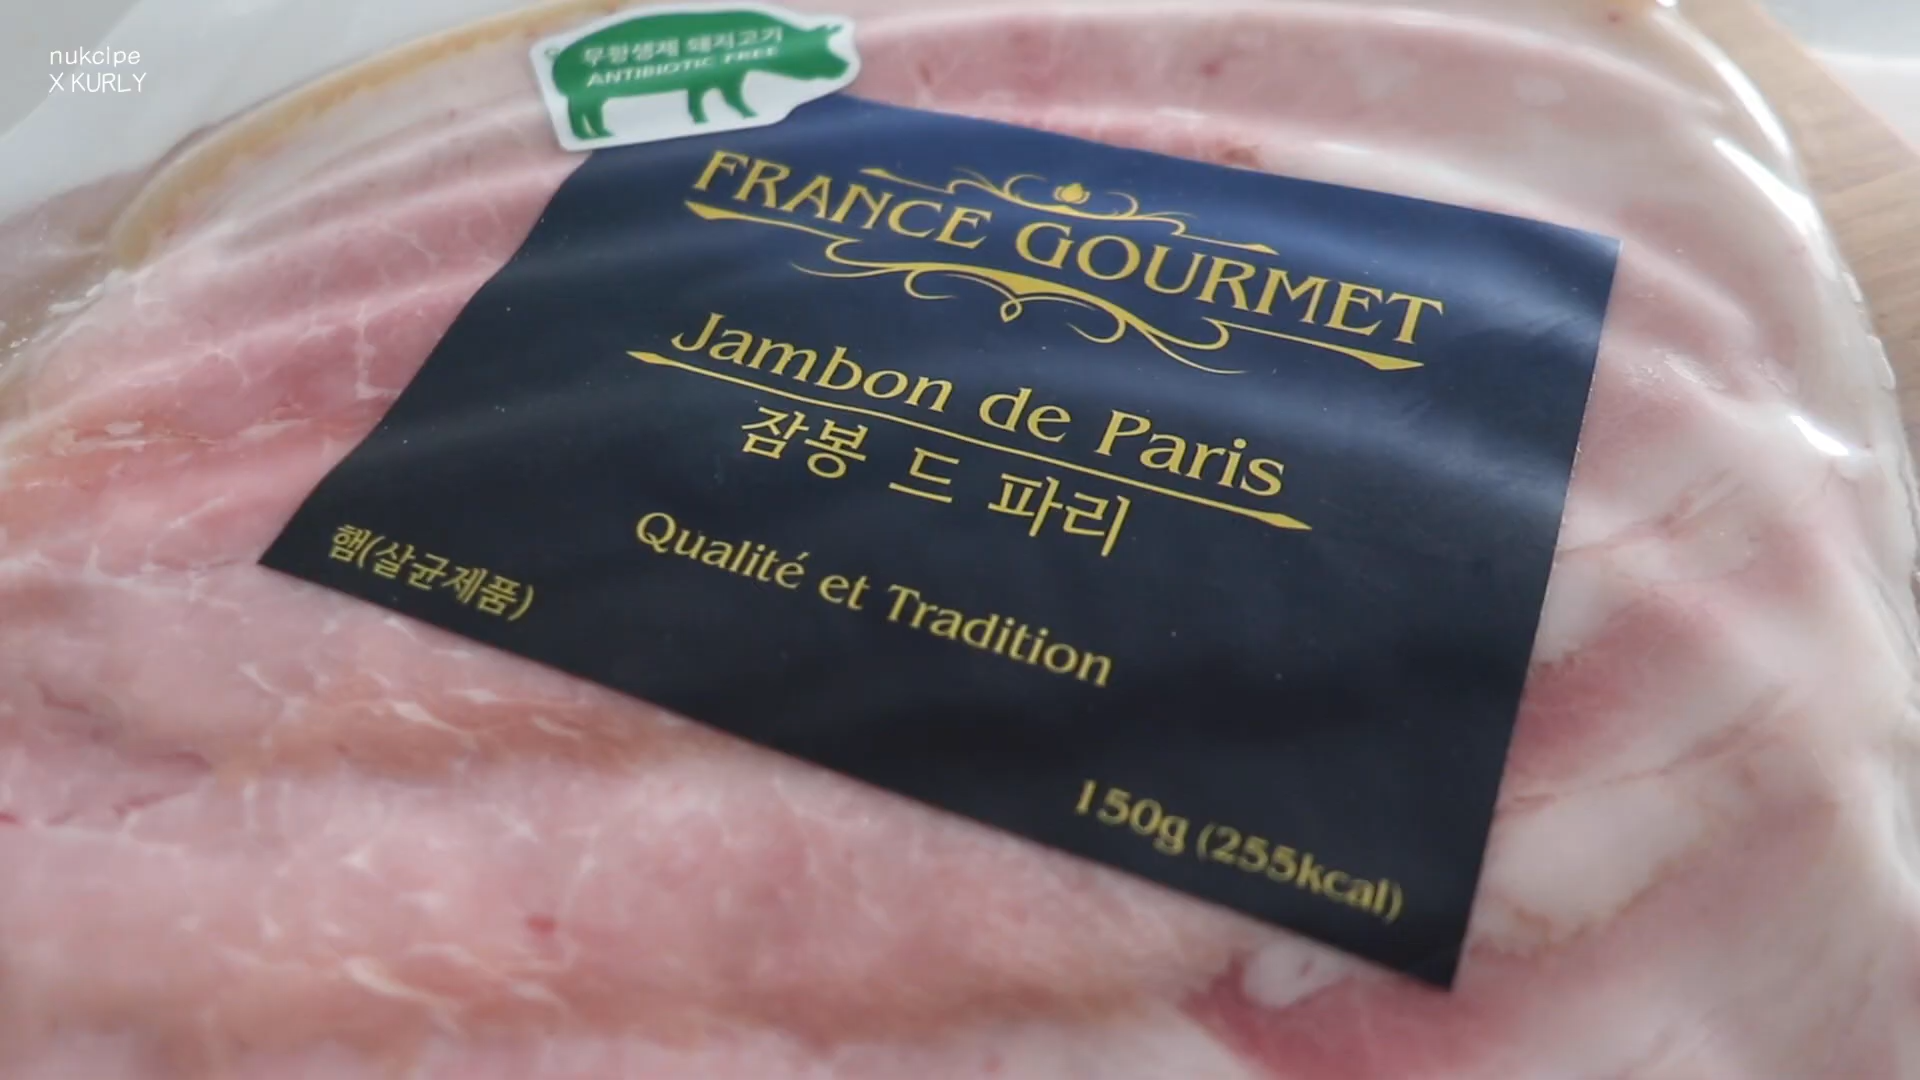 nukcipe
X KURLY
무항생제 돼지고기
ANTIBIOTIC FREE
FRANCE GOURMET
Jambon de Paris
잠봉 드 파리
Qualité et Tradition
햄(살균제품)
150g (255kcal)